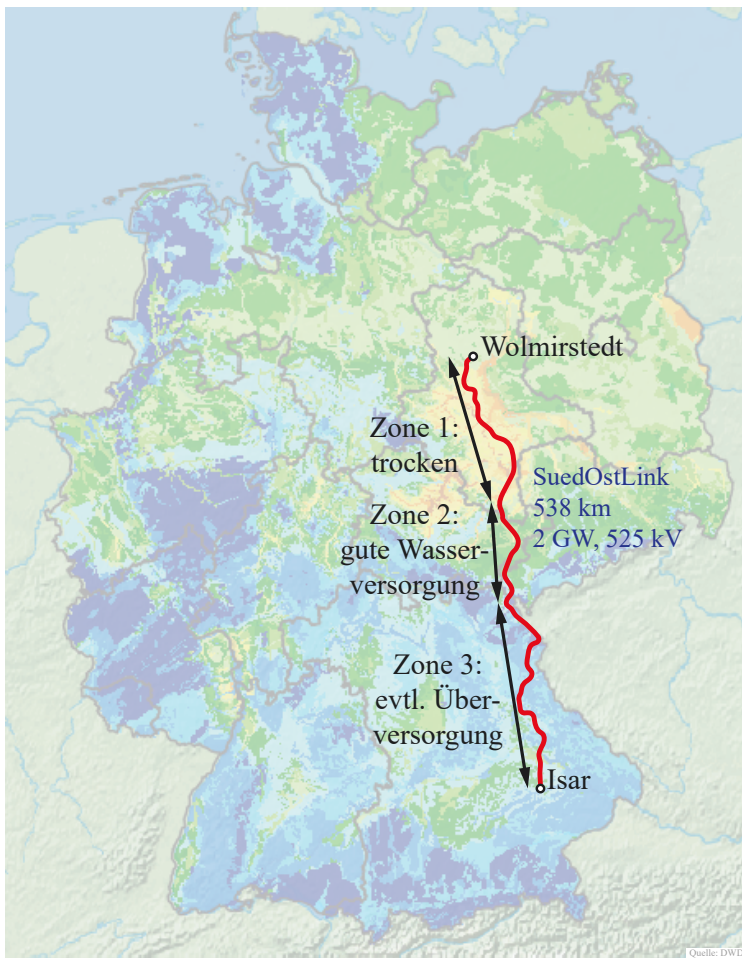 Wolmirstedt
Zone 1:
trocken
SuedOstLink
538 km
2 GW, 525 kV
Zone 2:
gute Wasser-
versorgung
Zone 3:
evtl. Über-
versorgung
Isar
Quelle: DWD